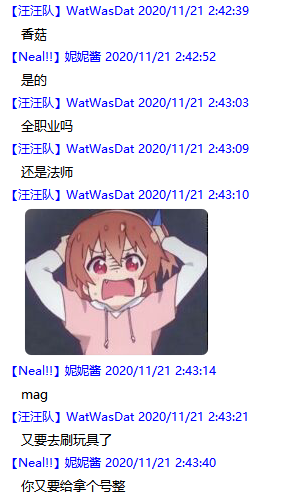 【汪汪队】WatWasDat 2020/11/21 2:42:39
香菇
【Neal!!】妮妮酱 2020/11/21 2:42:52
是的
【汪汪队】WatWasDat 2020/11/21 2:43:03
全职业吗
【汪汪队】WatWasDat 2020/11/21 2:43:09
还是法师
【汪汪队】WatWasDat 2020/11/21 2:43:10
【Neal!!】妮妮酱 2020/11/21 2:43:14
mag
【汪汪队】WatWasDat 2020/11/21 2:43:21
又要去刷玩具了
【Neal!!】妮妮酱 2020/11/21 2:43:40
你又要给拿个号整